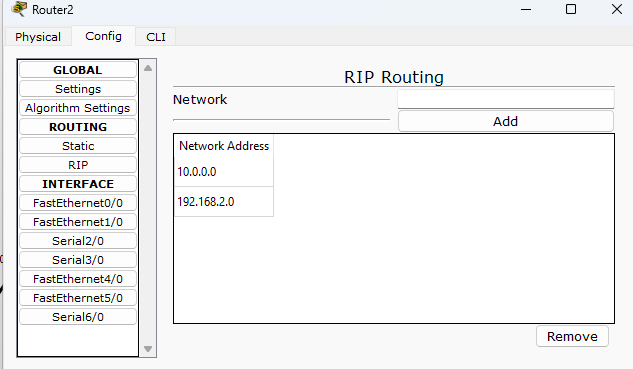 Router2
Physical Config CLI
GLOBAL
Settings
Algorithm Settings
ROUTING
Static
RIP
INTERFACE
FastEthernet0/0
FastEthernet1/0
Serial2/0
Serial3/0
FastEthernet4/0
FastEthernet5/0
Serial6/0
RIP Routing
Network
Add
Network Address
10.0.0.0
192.168.2.0
Remove